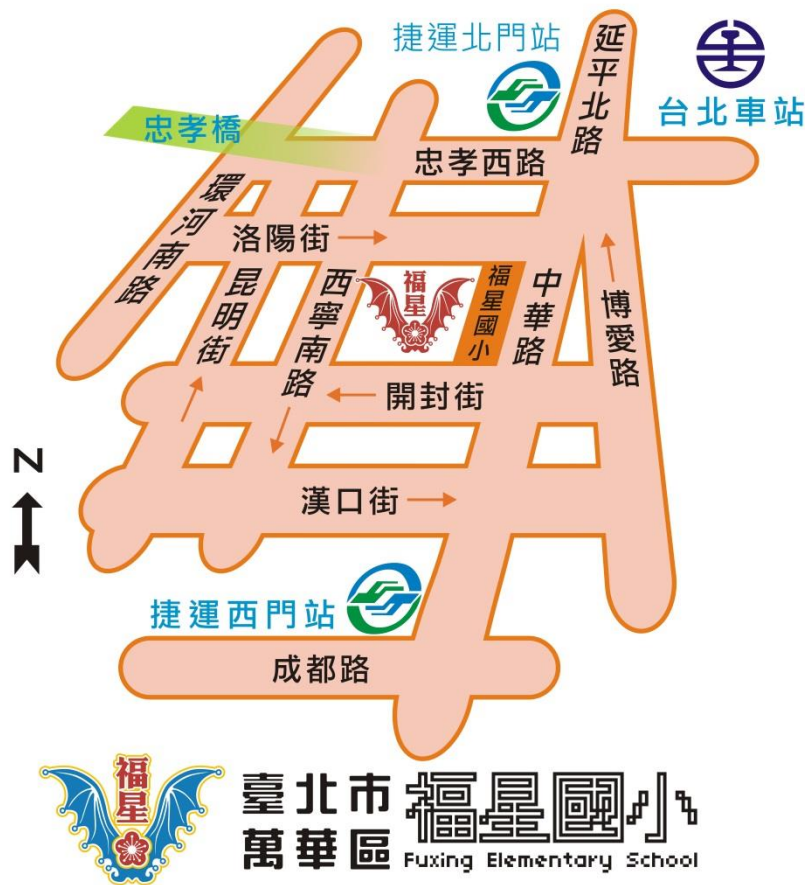 捷運北門站
延平北路
台北車站
忠孝橋
忠孝西路
環河南路
洛陽街
昆明街
西寧南路
福星
福星國小
中華路
博愛路
開封街
N
漢口街
捷運西門站
成都路
福星
臺北市
萬華區
福星國小
Fuxing Elementary School